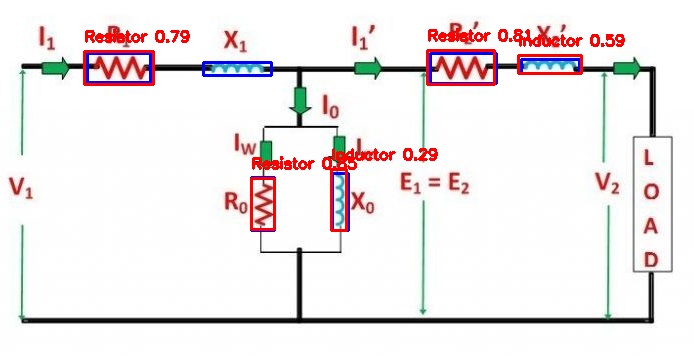 I₁
Resistor 0.79
X₁
I₁’
Resistor 0.81
Inductor 0.59
I₀
I_W
Resistor
Inductor 0.29
V₁
R₀
X₀
E₁ = E₂
V₂
L
O
A
D